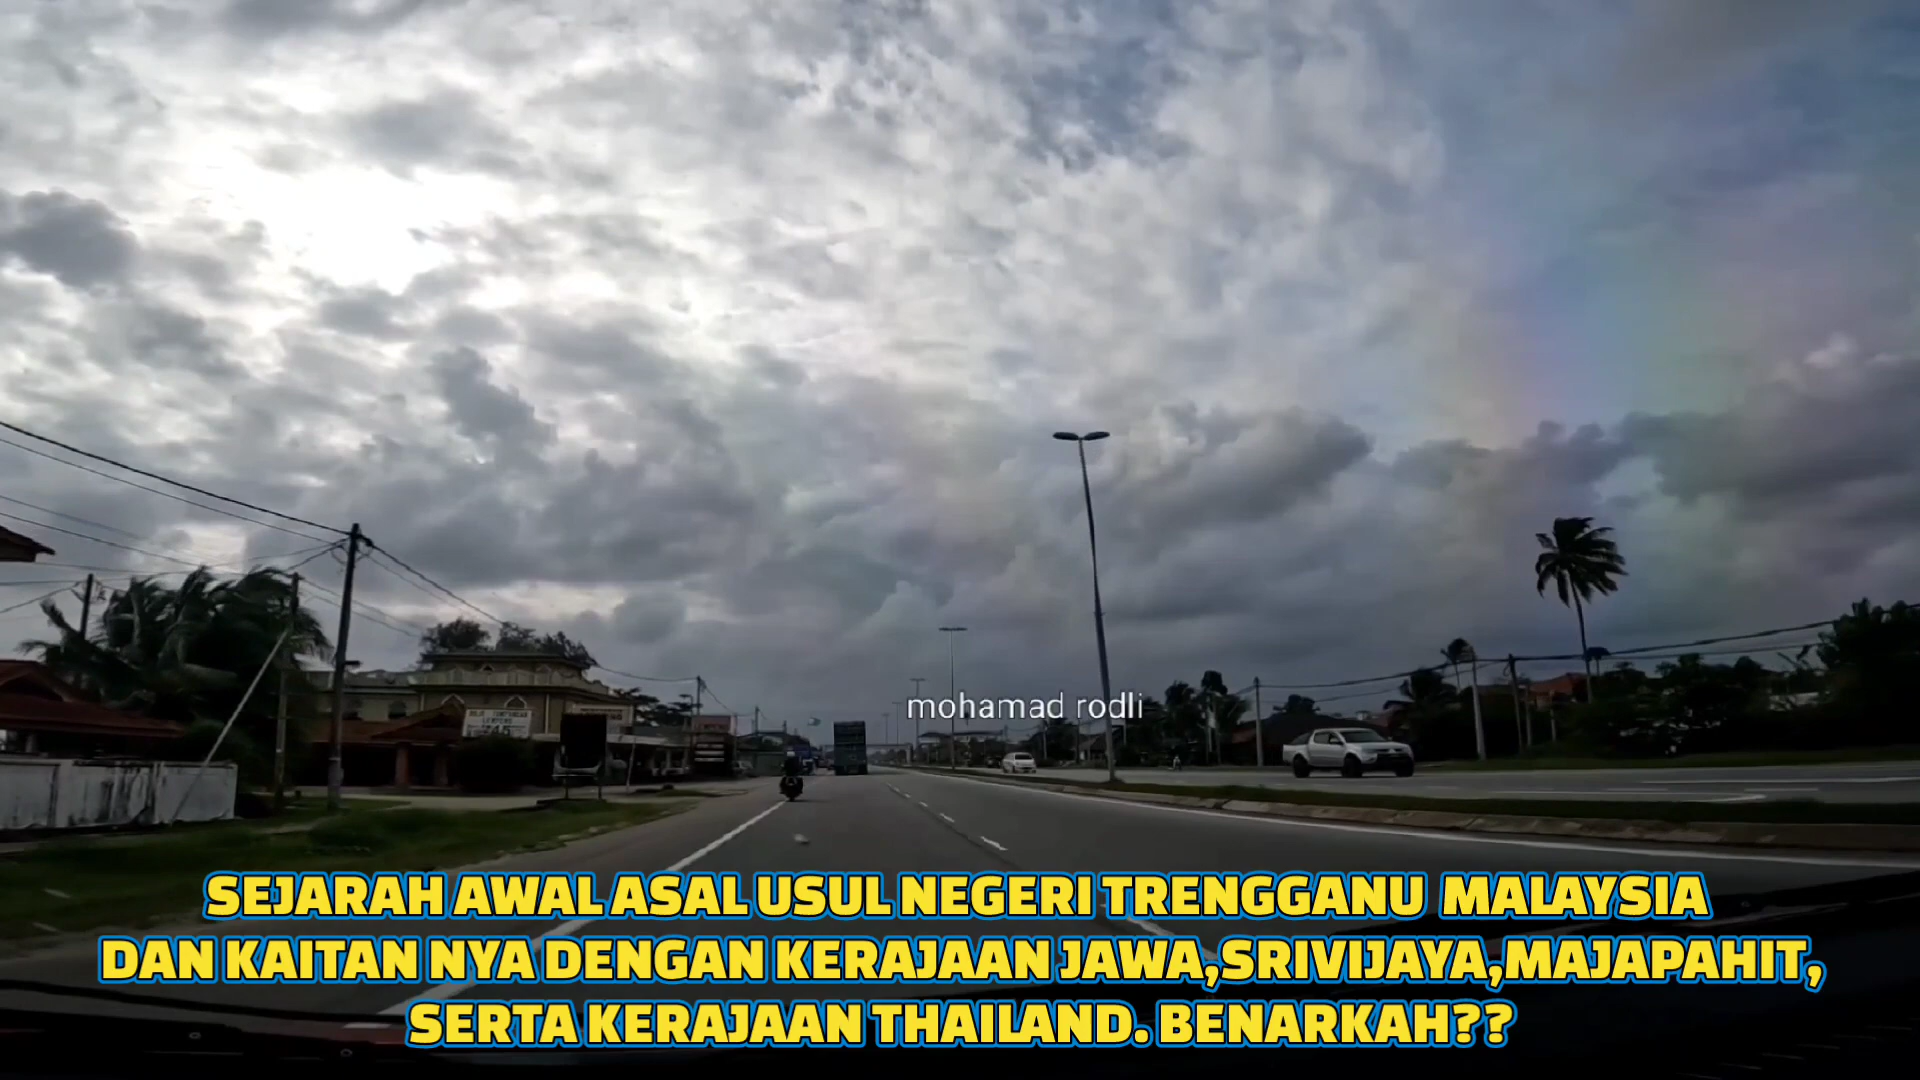 mohamad rodli
SEJARAH AWAL ASAL USUL NEGERI TRENGGANU MALAYSIA
DAN KAITAN NYA DENGAN KERAJAAN JAWA,SRIVIJAYA,MAJAPAHIT,
SERTA KERAJAAN THAILAND. BENARKAH??